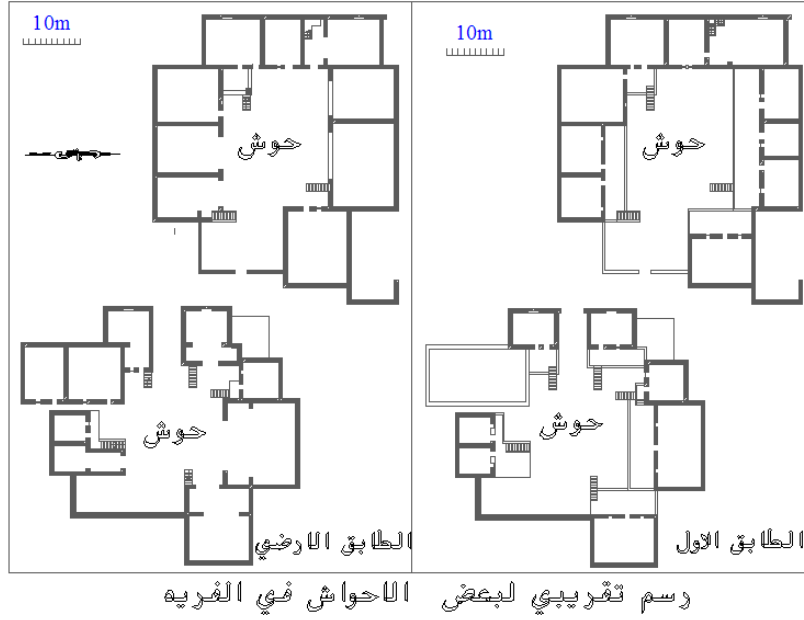 10m
10m
حوش
حوش
حوش
حوش
الطابق الارضي
الطابق الاول
رسم تقريبي لبعض الاحواش في القريه